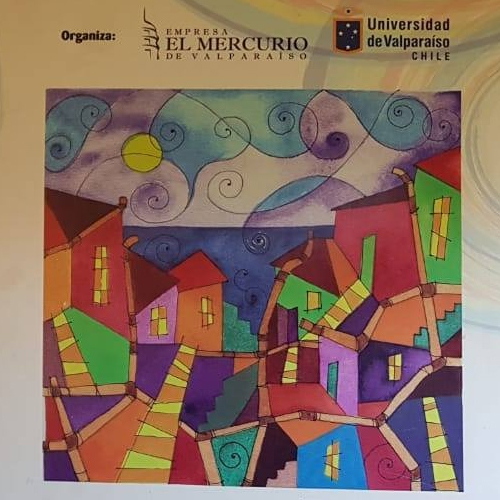 Organiza:
EMPRESA
EL MERCURIO
DE VALPARAÍSO
Universidad
de Valparaíso
CHILE